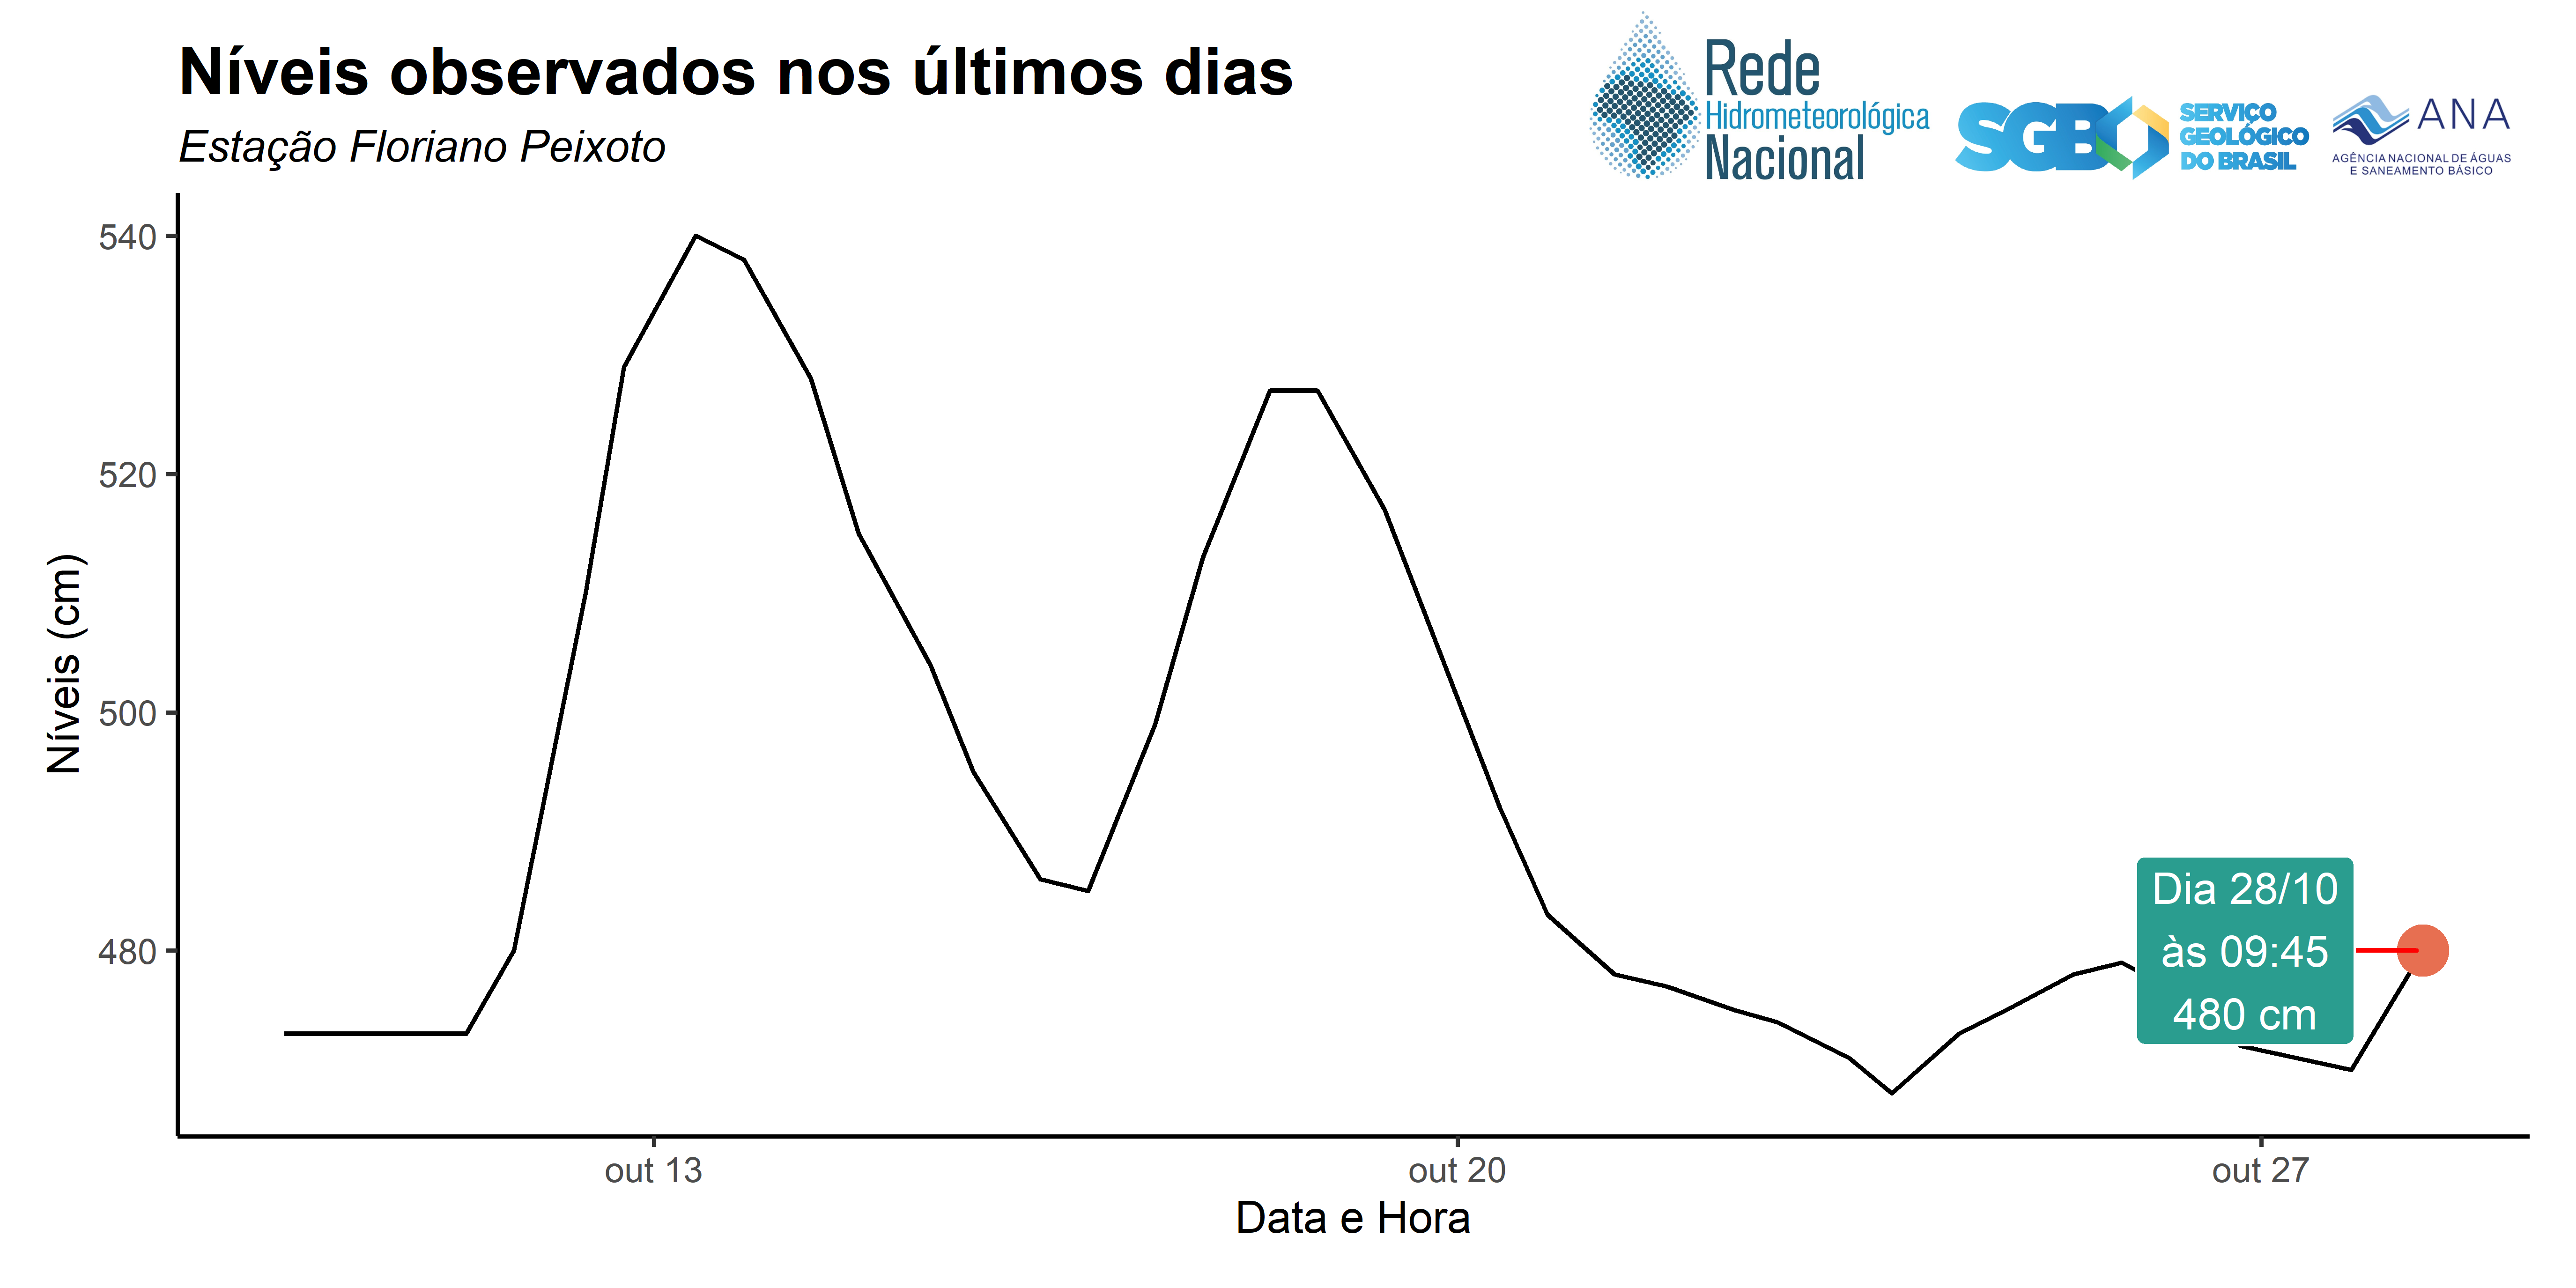 Níveis observados nos últimos dias
Estação Floriano Peixoto
Rede
Hidrometeorológica
Nacional
SGB
SERVIÇO
GEOLÓGICO
DO BRASIL
ANA
AGÊNCIA NACIONAL DE ÁGUAS
E SANEAMENTO BÁSICO
Níveis (cm)
540
520
500
480
Dia 28/10
às 09:45
480 cm
out 13
out 20
out 27
Data e Hora